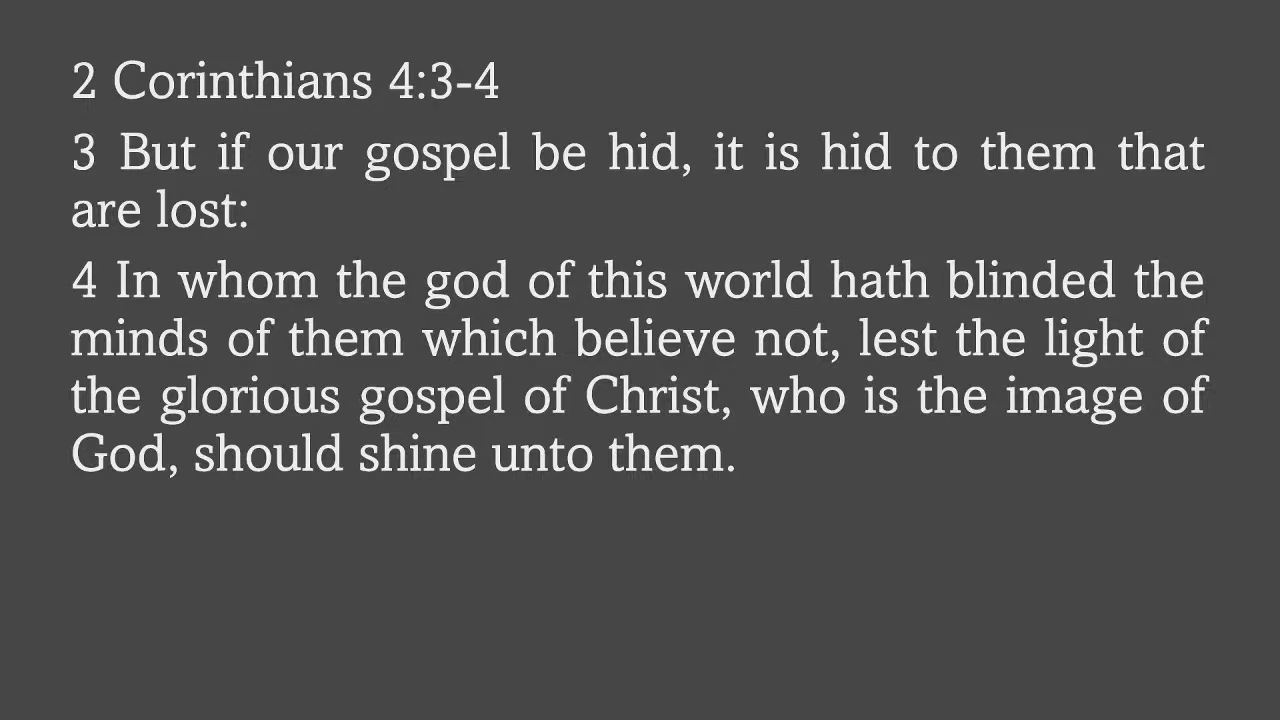 2 Corinthians 4:3-4
3 But if our gospel be hid, it is hid to them that
are lost:
4 In whom the god of this world hath blinded the
minds of them which believe not, lest the light of
the glorious gospel of Christ, who is the image of
God, should shine unto them.